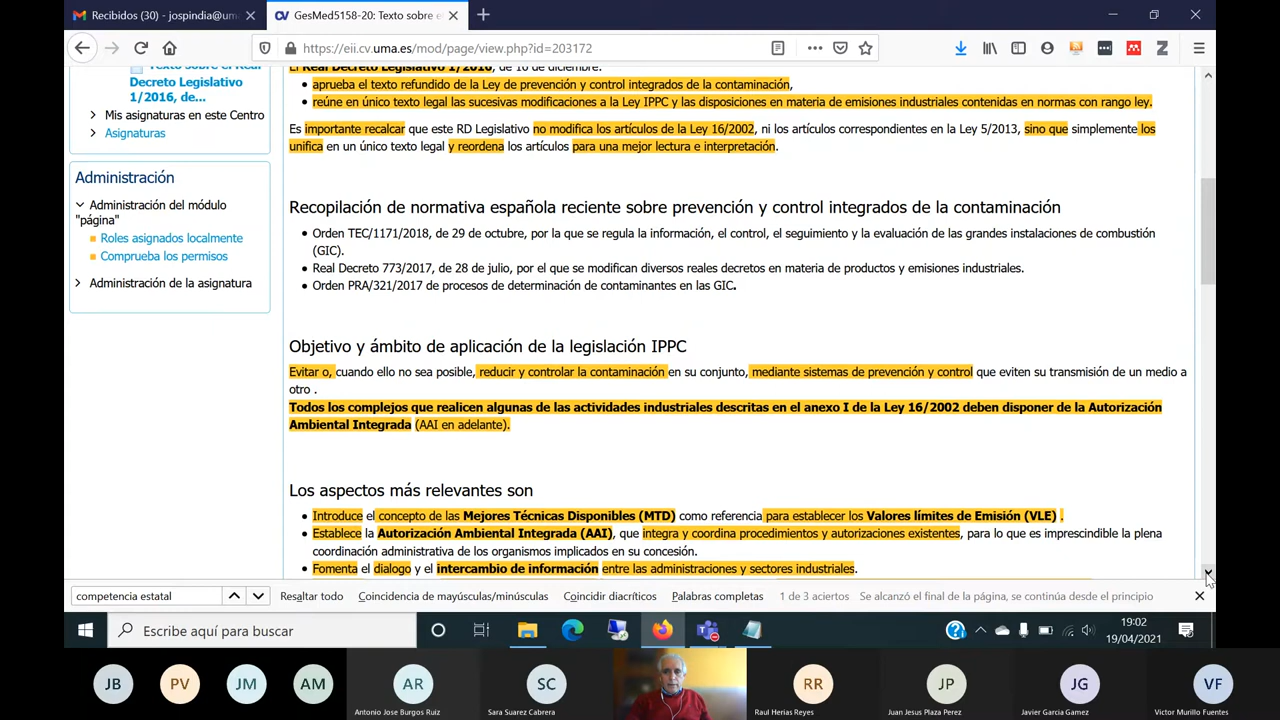 Recibidos (30) - jospindia@uma
GesMed5158-20: Texto sobre e
https://eii.cv.uma.es/mod/page/view.php?id=203172
Texto sobre el Real
Decreto Legislativo
1/2016, de...
Mis asignaturas en este Centro
Asignaturas
Administración
Administración del módulo
"página"
Roles asignados localmente
Comprueba los permisos
Administración de la asignatura
El Real Decreto Legislativo 1/2016, de 16 de diciembre:
aprueba el texto refundido de la Ley de prevención y control integrados de la contaminación,
reúne en único texto legal las sucesivas modificaciones a la Ley IPPC y las disposiciones en materia de emisiones industriales contenidas en normas con rango ley.
Es importante recalcar que este RD Legislativo no modifica los artículos de la Ley 16/2002, ni los artículos correspondientes en la Ley 5/2013, sino que simplemente los
unifica en un único texto legal y reordena los artículos para una mejor lectura e interpretación.
Recopilación de normativa española reciente sobre prevención y control integrados de la contaminación
Orden TEC/1171/2018, de 29 de octubre, por la que se regula la información, el control, el seguimiento y la evaluación de las grandes instalaciones de combustión
(GIC).
Real Decreto 773/2017, de 28 de julio, por el que se modifican diversos reales decretos en materia de productos y emisiones industriales.
Orden PRA/321/2017 de procesos de determinación de contaminantes en las GIC.
Objetivo y ámbito de aplicación de la legislación IPPC
Evitar o, cuando ello no sea posible, reducir y controlar la contaminación en su conjunto, mediante sistemas de prevención y control que eviten su transmisión de un medio a
otro .
Todos los complejos que realicen algunas de las actividades industriales descritas en el anexo I de la Ley 16/2002 deben disponer de la Autorización
Ambiental Integrada (AAI en adelante).
Los aspectos más relevantes son
Introduce el concepto de las Mejores Técnicas Disponibles (MTD) como referencia para establecer los Valores límites de Emisión (VLE) .
Establece la Autorización Ambiental Integrada (AAI), que integra y coordina procedimientos y autorizaciones existentes, para lo que es imprescindible la plena
coordinación administrativa de los organismos implicados en su concesión.
Fomenta el dialogo y el intercambio de información entre las administraciones y sectores industriales.
competencia estatal
Resaltar todo
Coincidencia de mayúsculas/minúsculas
Coincidir diacríticos
Palabras completas
1 de 3 aciertos
Se alcanzó el final de la página, se continúa desde el principio
Escribe aquí para buscar
19:02
19/04/2021
JB
PV
JM
AM
AR
Antonio Jose Burgos Ruiz
SC
Sara Suarez Cabrera
RR
Raul Herias Reyes
JP
Juan Jesus Plaza Perez
JG
Javier Garcia Gamez
VF
Victor Murillo Fuentes